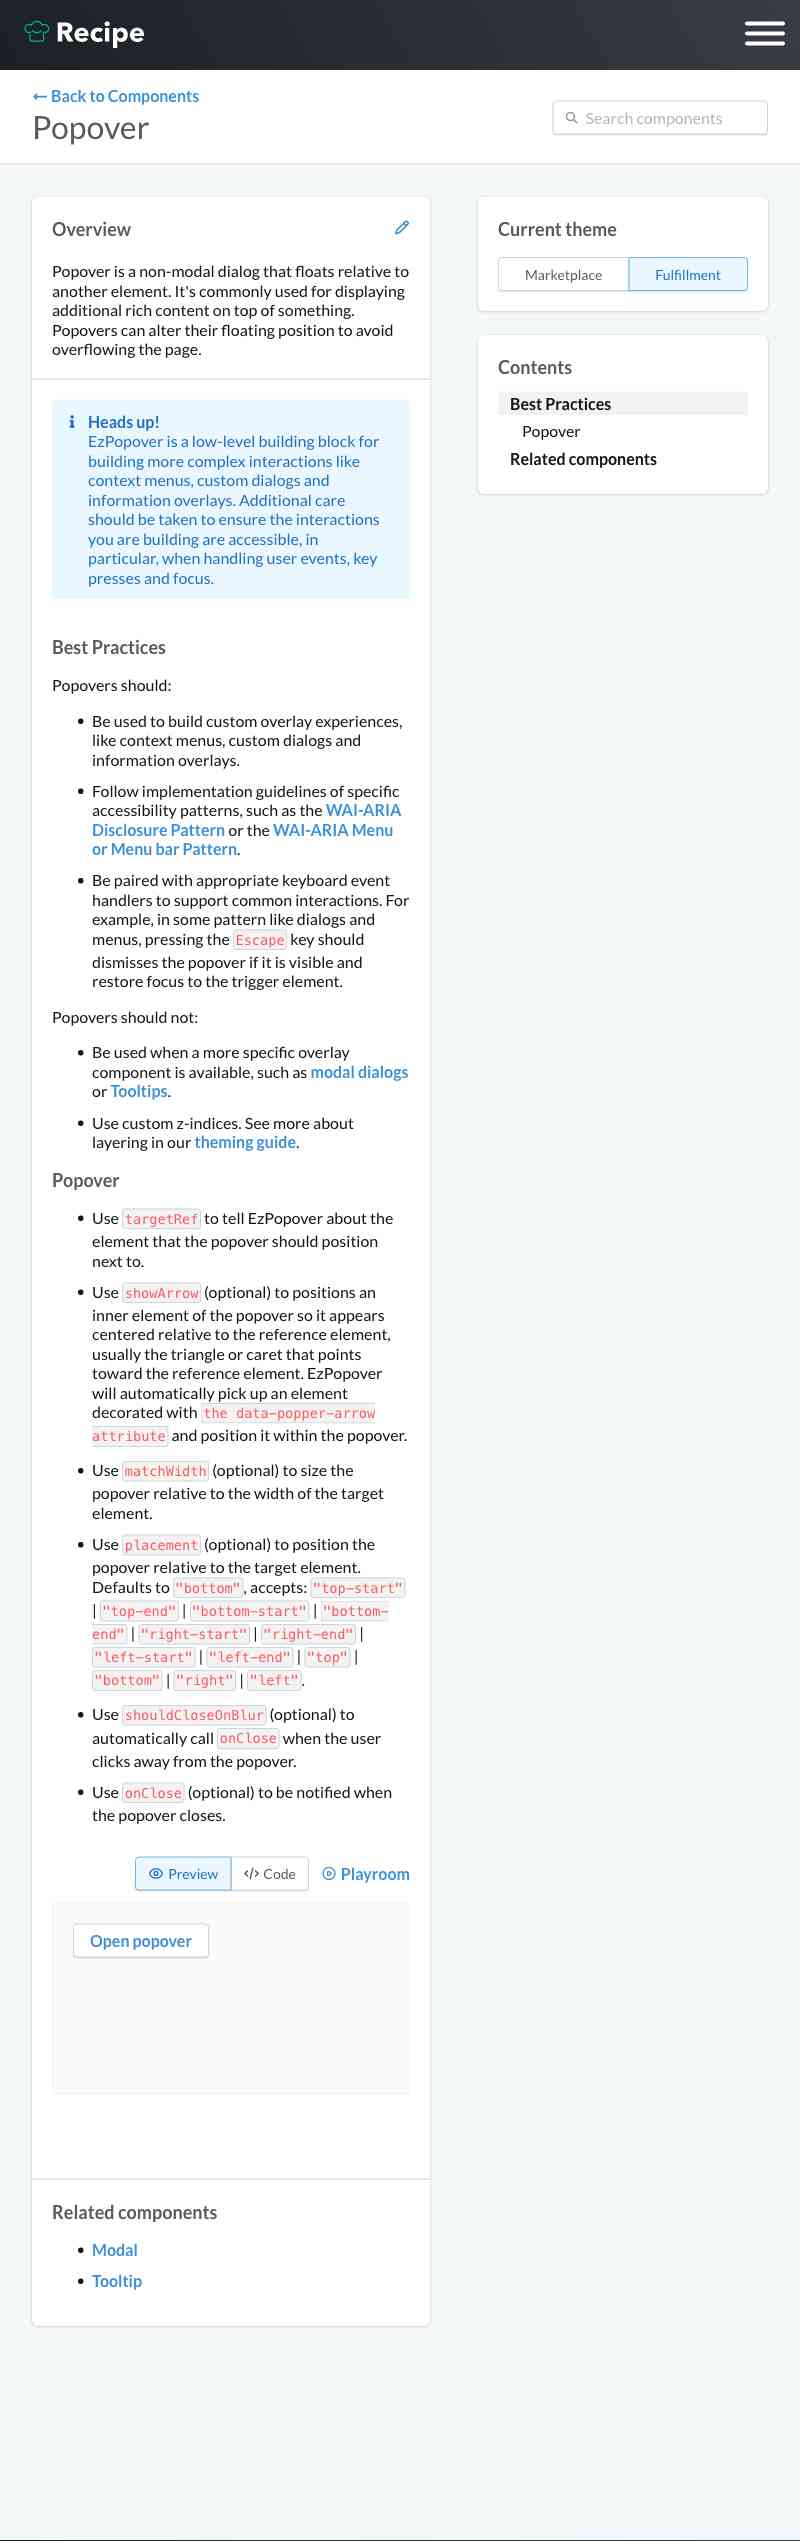 Recipe
← Back to Components
Popover
Search components
Overview
Popover is a non-modal dialog that floats relative to
another element. It's commonly used for displaying
additional rich content on top of something.
Popovers can alter their floating position to avoid
overflowing the page.
Heads up!
EzPopover is a low-level building block for
building more complex interactions like
context menus, custom dialogs and
information overlays. Additional care
should be taken to ensure the interactions
you are building are accessible, in
particular, when handling user events, key
presses and focus.
Best Practices
Popovers should:
• Be used to build custom overlay experiences,
like context menus, custom dialogs and
information overlays.
• Follow implementation guidelines of specific
accessibility patterns, such as the WAI-ARIA
Disclosure Pattern or the WAI-ARIA Menu
or Menu bar Pattern.
• Be paired with appropriate keyboard event
handlers to support common interactions. For
example, in some pattern like dialogs and
menus, pressing the Escape key should
dismisses the popover if it is visible and
restore focus to the trigger element.
Popovers should not:
• Be used when a more specific overlay
component is available, such as modal dialogs
or Tooltips.
• Use custom z-indices. See more about
layering in our theming guide.
Popover
• Use targetRef to tell EzPopover about the
element that the popover should position
next to.
• Use showArrow (optional) to positions an
inner element of the popover so it appears
centered relative to the reference element,
usually the triangle or caret that points
toward the reference element. EzPopover
will automatically pick up an element
decorated with the data-popper-arrow
attribute and position it within the popover.
• Use matchWidth (optional) to size the
popover relative to the width of the target
element.
• Use placement (optional) to position the
popover relative to the target element.
Defaults to "bottom", accepts: "top-start"
| "top-end" | "bottom-start" | "bottom-
end" | "right-start" | "right-end" |
"left-start" | "left-end" | "top" |
"bottom" | "right" | "left".
• Use shouldCloseOnBlur (optional) to
automatically call onClose when the user
clicks away from the popover.
• Use onClose (optional) to be notified when
the popover closes.
Preview
</> Code
Playroom
Open popover
Related components
• Modal
• Tooltip
Current theme
Marketplace
Fulfillment
Contents
Best Practices
Popover
Related components